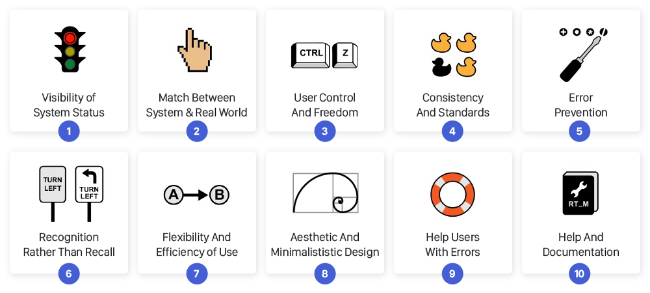 Visibility of
System Status
1
Match Between
System & Real World
2
CTRL
Z
User Control
And Freedom
3
Consistency
And Standards
4
Error
Prevention
5
TURN
LEFT
TURN
LEFT
Recognition
Rather Than Recall
6
A
B
Flexibility And
Efficiency of Use
7
Aesthetic And
Minimalististic Design
8
Help Users
With Errors
9
RT_M
Help And
Documentation
10